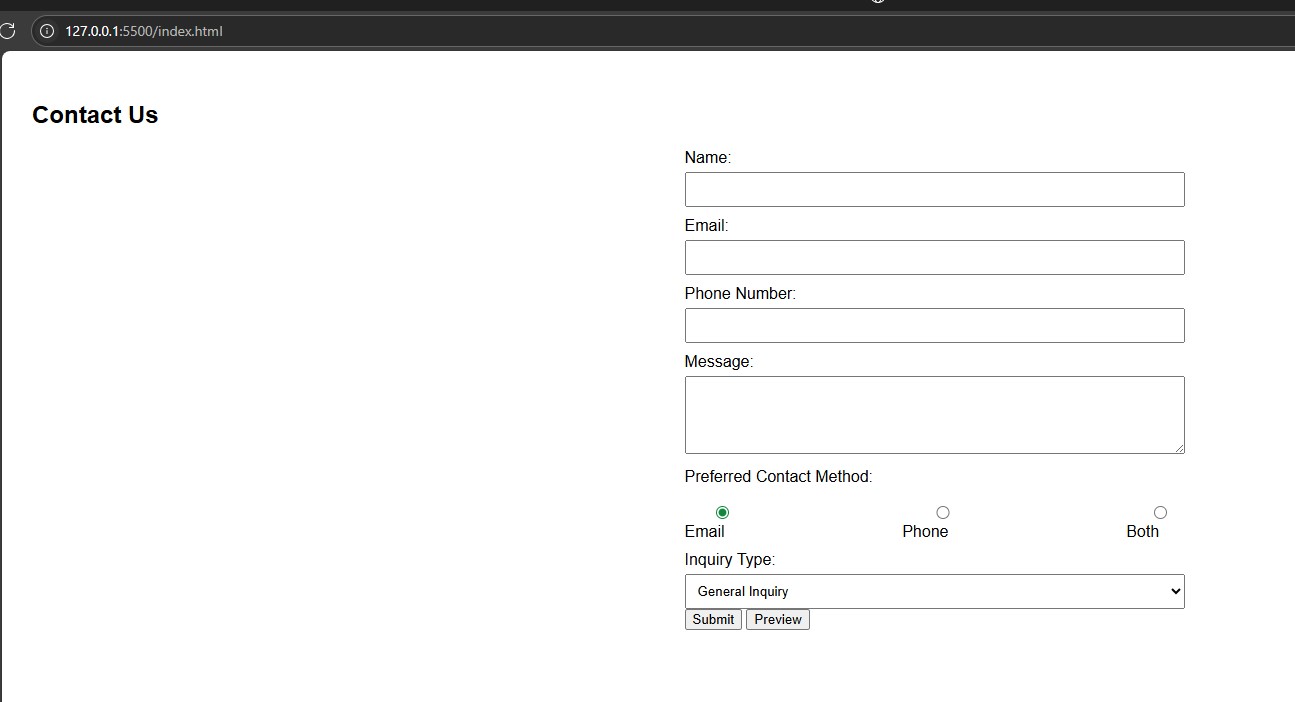 127.0.0.1:5500/index.html
Contact Us
Name:
Email:
Phone Number:
Message:
Preferred Contact Method:
Email Phone Both
Inquiry Type:
General Inquiry
Submit Preview